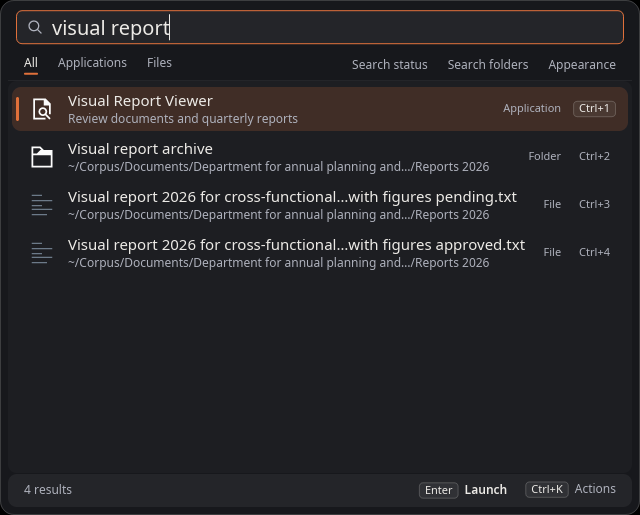 visual report
All Applications Files Search status Search folders Appearance
Visual Report Viewer Application Ctrl+1
Review documents and quarterly reports
Visual report archive Folder Ctrl+2
~/Corpus/Documents/Department for annual planning and.../Reports 2026
Visual report 2026 for cross-functional...with figures pending.txt File Ctrl+3
~/Corpus/Documents/Department for annual planning and.../Reports 2026
Visual report 2026 for cross-functional...with figures approved.txt File Ctrl+4
~/Corpus/Documents/Department for annual planning and.../Reports 2026
4 results Enter Launch Ctrl+K Actions